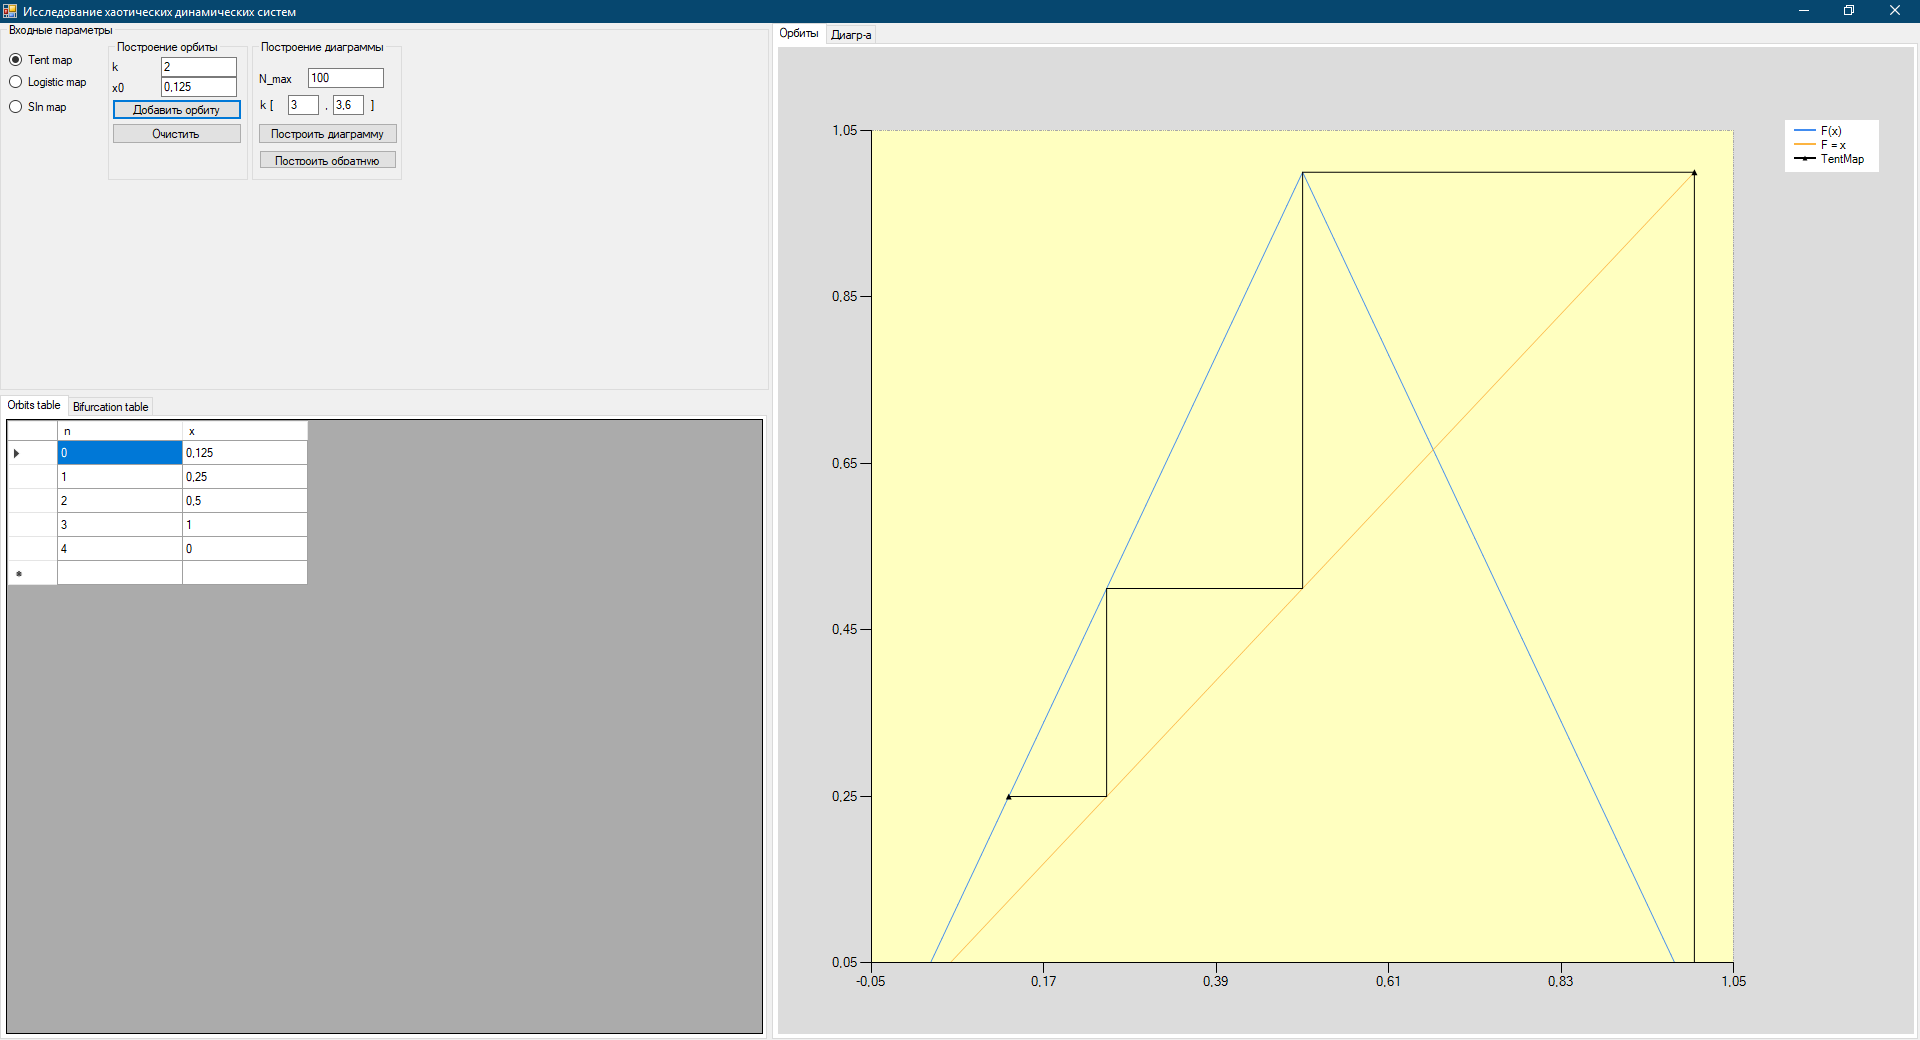 Исследование хаотических динамических систем
Входные параметры
Tent map
Logistic map
SIn map
Построение орбиты
k 2
x0 0,125
Добавить орбиту
Очистить
Построение диаграммы
N_max 100
k [ 3 , 3,6 ]
Построить диаграмму
Построить обратную
Orbits table Bifurcation table
n x
0 0,125
1 0,25
2 0,5
3 1
4 0
Орбиты Диагр-а
1,05
0,85
0,65
0,45
0,25
0,05
-0,05 0,17 0,39 0,61 0,83 1,05
F(x)
F = x
TentMap